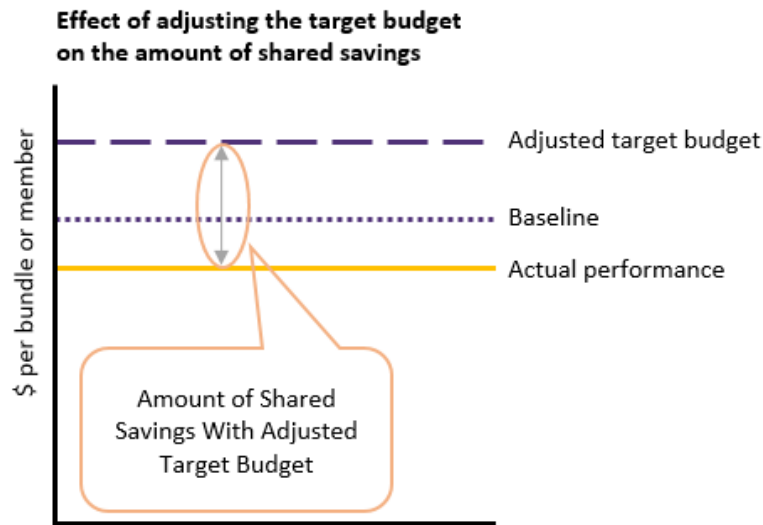 Effect of adjusting the target budget
on the amount of shared savings
$ per bundle or member
Adjusted target budget
Baseline
Actual performance
Amount of Shared
Savings With Adjusted
Target Budget